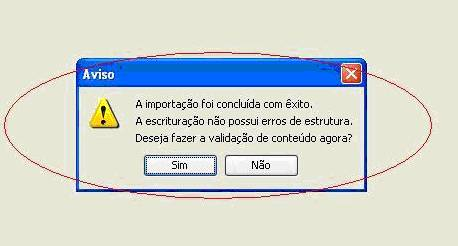 Aviso
A importação foi concluída com êxito.
A escrituração não possui erros de estrutura.
Deseja fazer a validação de conteúdo agora?
Sim Não